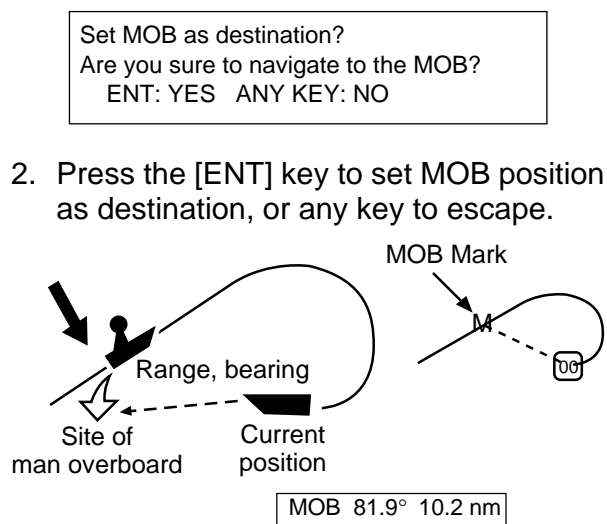 Set MOB as destination?
Are you sure to navigate to the MOB?
ENT: YES ANY KEY: NO
2. Press the [ENT] key to set MOB position
as destination, or any key to escape.
MOB Mark
M
00
Range, bearing
Site of
man overboard
Current
position
MOB 81.9° 10.2 nm